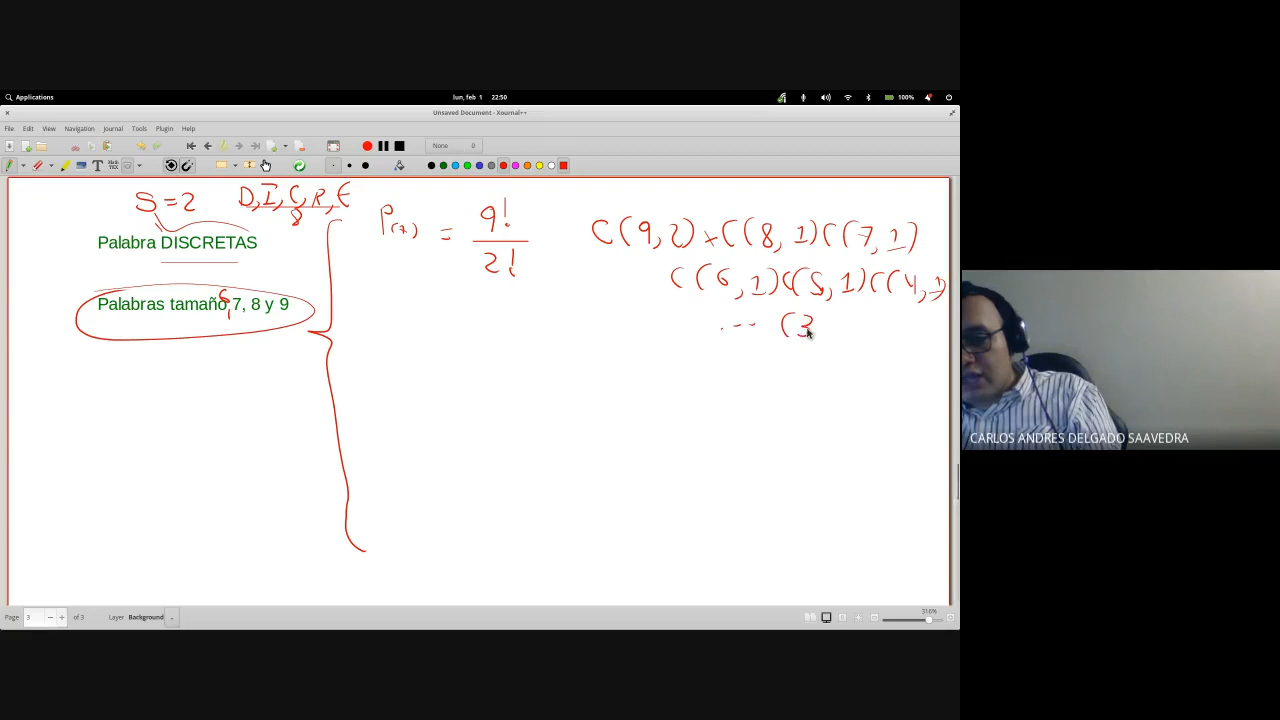 Applications
lun, feb 1 22:50
100%
Unsaved Document - Xournal++
File Edit View Navigation Journal Tools Plugin Help
None 0
S=2 D, I, C, R, E
8
Palabra DISCRETAS
P(x) = 9!
2!
C(9,2) x C(8,1) C(7,1)
C(6,1) C(5,1) C(4,1)
... (3
6,
Palabras tamaño 7, 8 y 9
CARLOS ANDRES DELGADO SAAVEDRA
Page 3 of 3 Layer Background
316%